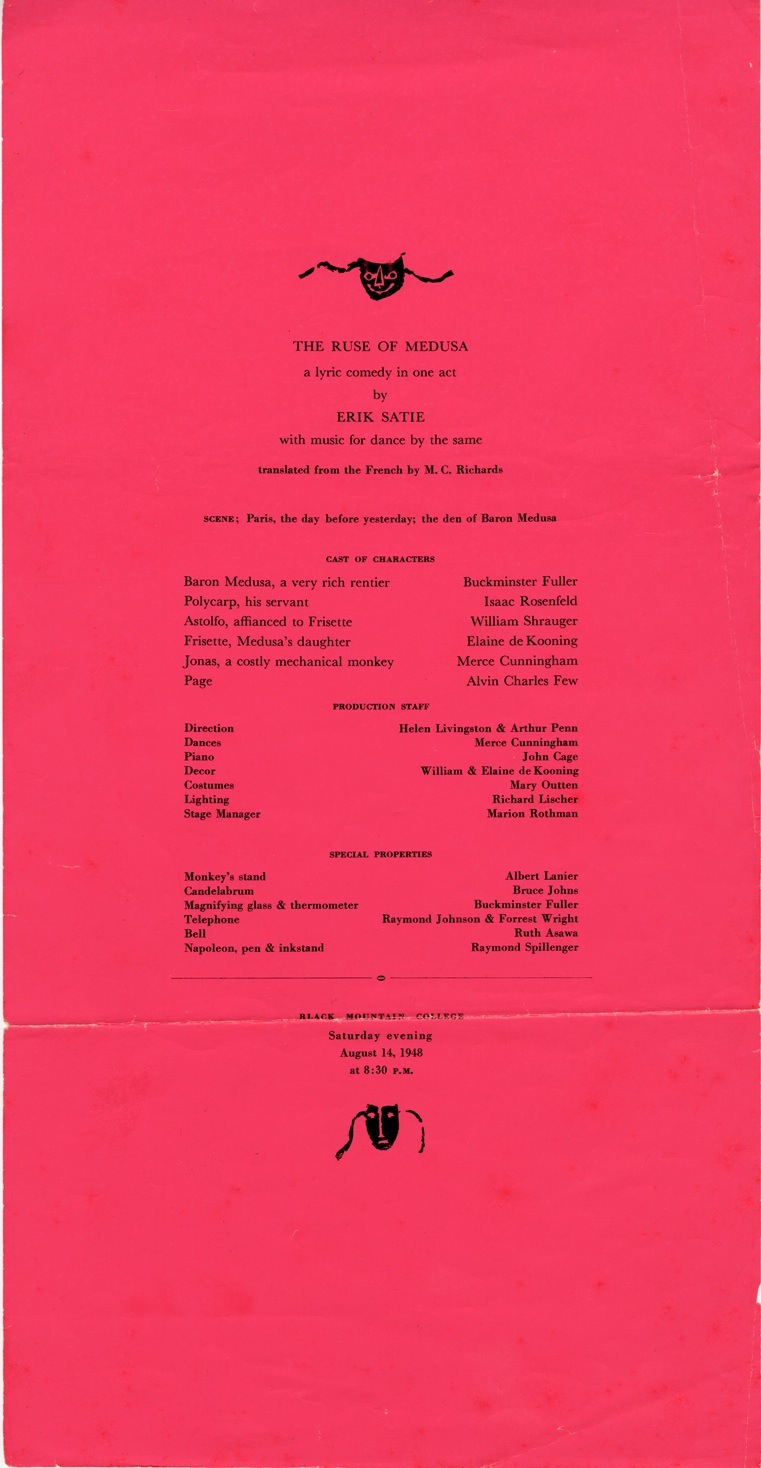 THE RUSE OF MEDUSA
a lyric comedy in one act
by
ERIK SATIE
with music for dance by the same
translated from the French by M. C. Richards
SCENE; Paris, the day before yesterday; the den of Baron Medusa
CAST OF CHARACTERS
Baron Medusa, a very rich rentier Buckminster Fuller
Polycarp, his servant Isaac Rosenfeld
Astolfo, affianced to Frisette William Shrauger
Frisette, Medusa's daughter Elaine de Kooning
Jonas, a costly mechanical monkey Merce Cunningham
Page Alvin Charles Few
PRODUCTION STAFF
Direction Helen Livingston & Arthur Penn
Dances Merce Cunningham
Piano John Cage
Decor William & Elaine de Kooning
Costumes Mary Outten
Lighting Richard Lischer
Stage Manager Marion Rothman
SPECIAL PROPERTIES
Monkey's stand Albert Lanier
Candelabrum Bruce Johns
Magnifying glass & thermometer Buckminster Fuller
Telephone Raymond Johnson & Forrest Wright
Bell Ruth Asawa
Napoleon, pen & inkstand Raymond Spillenger
BLACK MOUNTAIN COLLEGE
Saturday evening
August 14, 1948
at 8:30 P.M.